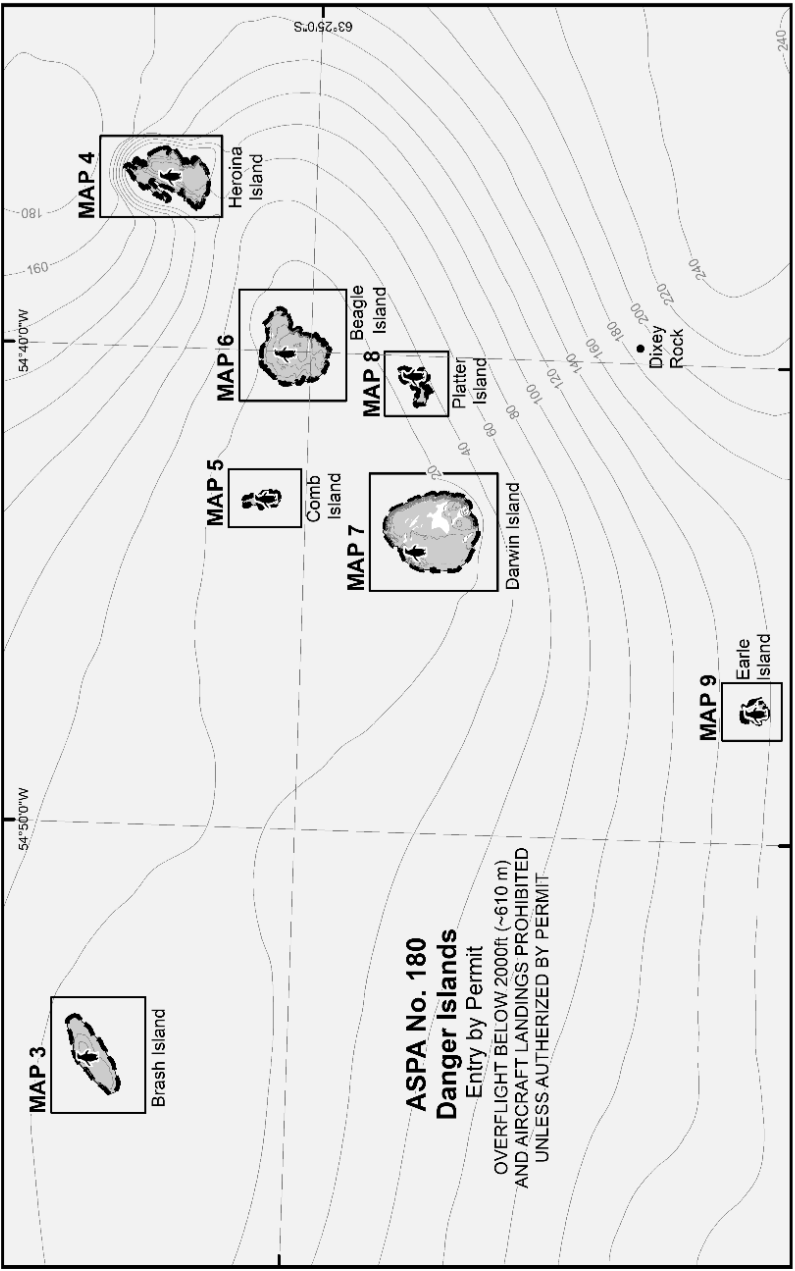 63°25'0"S
54°40'0"W
54°50'0"W
MAP 3
Brash Island
MAP 4
Heroina
Island
MAP 5
Comb
Island
MAP 6
Beagle
Island
MAP 7
Darwin Island
MAP 8
Platter
Island
MAP 9
Earle
Island
Dixey
Rock
ASPA No. 180
Danger Islands
Entry by Permit
OVERFLIGHT BELOW 2000ft (~610 m)
AND AIRCRAFT LANDINGS PROHIBITED
UNLESS AUTHERIZED BY PERMIT
180
160
20
40
60
80
100
120
140
160
180
200
220
240
240